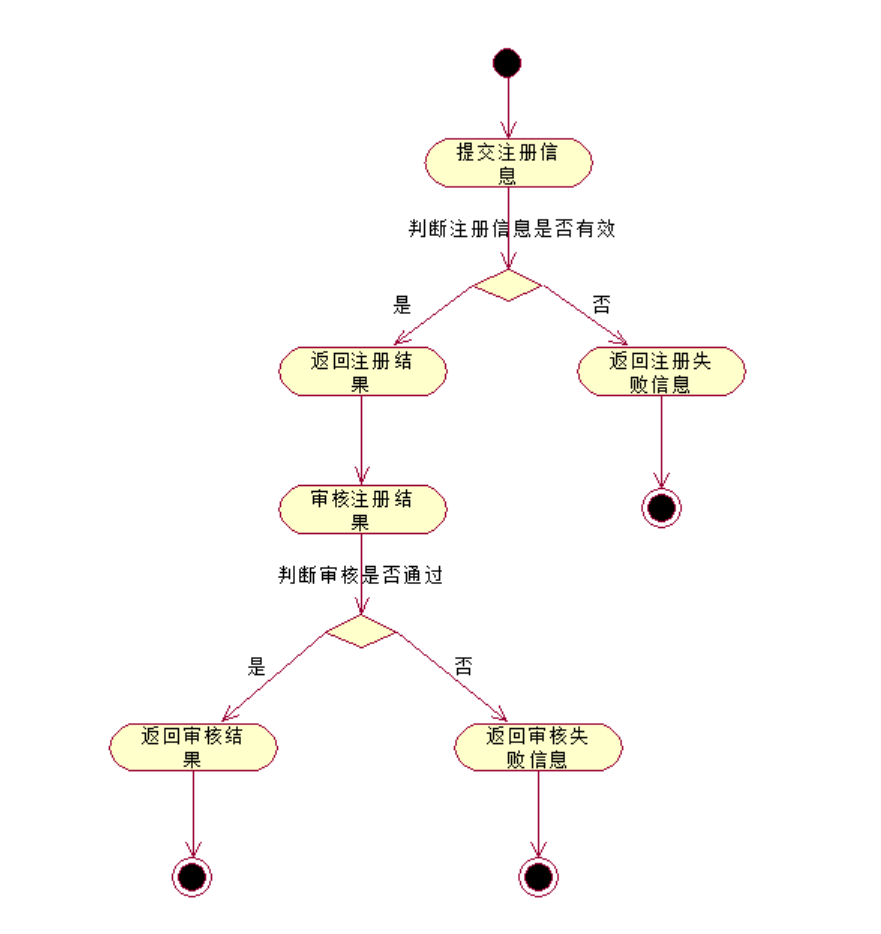 提交注册信
息
判断注册信息是否有效
是
否
返回注册结
果
返回注册失
败信息
审核注册结
果
判断审核是否通过
是
否
返回审核结
果
返回审核失
败信息